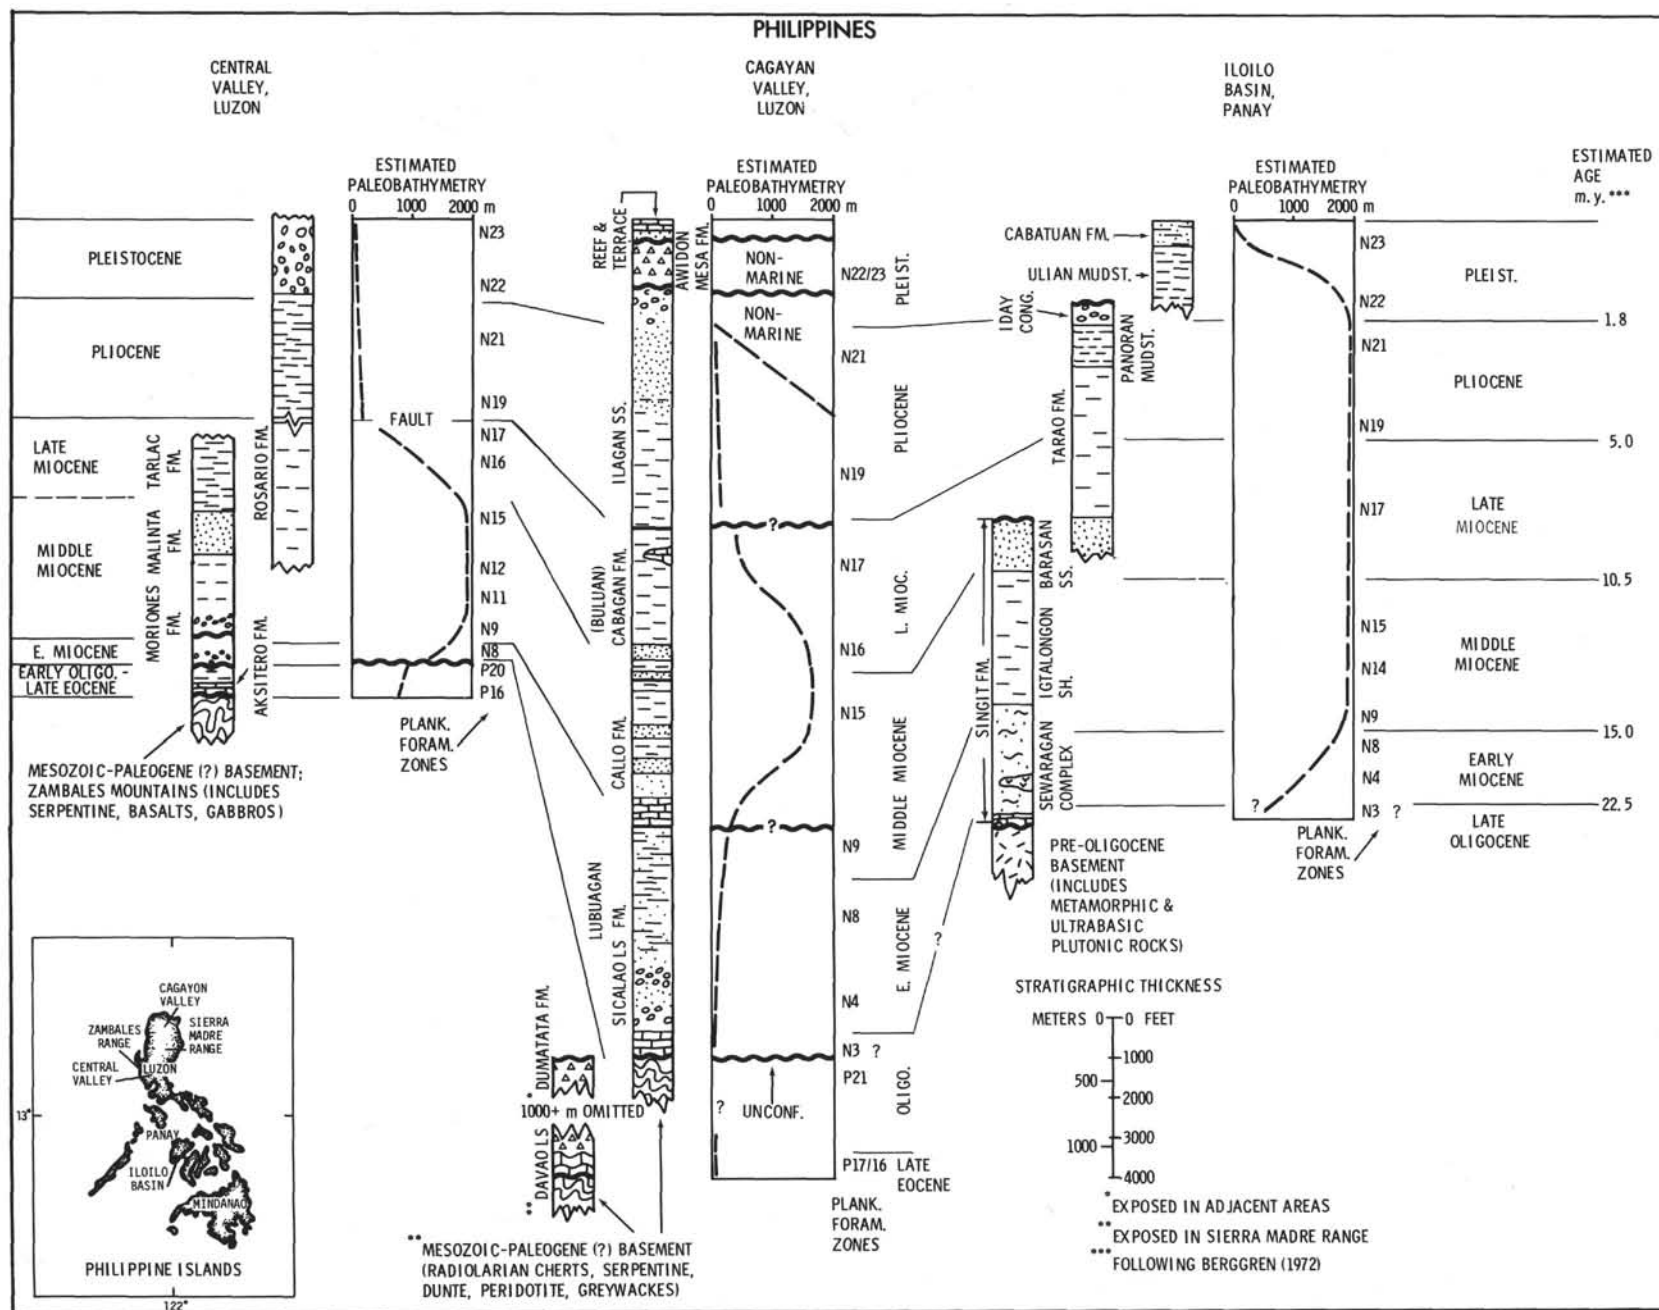 PHILIPPINES
CENTRAL
VALLEY,
LUZON
CAGAYAN
VALLEY,
LUZON
ILOILO
BASIN,
PANAY
ESTIMATED
PALEOBATHYMETRY
0 1000 2000 m
ESTIMATED
PALEOBATHYMETRY
0 1000 2000 m
ESTIMATED
PALEOBATHYMETRY
0 1000 2000 m
ESTIMATED
AGE
m.y. ***
PLEISTOCENE
PLIOCENE
LATE
MIOCENE
MIDDLE
MIOCENE
E. MIOCENE
EARLY OLIGO. -
LATE EOCENE
TARLAC
FM.
MALINTA
FM.
MORIONES
FM.
AKSITERO FM.
ROSARIO FM.
FAULT
N23
N22
N21
N19
N17
N16
N15
N12
N11
N9
N8
P20
P16
PLANK.
FORAM.
ZONES
MESOZOIC-PALEOGENE (?) BASEMENT;
ZAMBALES MOUNTAINS (INCLUDES
SERPENTINE, BASALTS, GABBROS)
REEF &
TERRACE
AWIDON
MESA FM.
ILAGAN SS.
(BULUAN)
CABAGAN FM.
CALLAO FM.
LUBUAGAN
FM.
SICALAO LS
* DUMATATA FM.
1000+ m OMITTED
** DAVAO LS
NON-
MARINE
NON-
MARINE
?
?
?
UNCONF.
N22/23
N21
N19
N17
N16
N15
N9
N8
N4
N3 ?
P21
P17/16
PLEIST.
PLIOCENE
L. MIOC.
MIDDLE MIOCENE
E. MIOCENE
OLIGO.
LATE
EOCENE
PLANK.
FORAM.
ZONES
**MESOZOIC-PALEOGENE (?) BASEMENT
(RADIOLARIAN CHERTS, SERPENTINE,
DUNTE, PERIDOTITE, GREYWACKES)
CABATUAN FM.
ULIAN MUDST.
IDAY
CONG.
PANORAN
MUDST.
TARAO FM.
BARASAN
SS.
IGTALONGON
SH.
SEWARAGAN
COMPLEX
SINGIT FM.
?
PRE-OLIGOCENE
BASEMENT
(INCLUDES
METAMORPHIC &
ULTRABASIC
PLUTONIC ROCKS)
N23
N22
N21
N19
N17
N15
N14
N9
N8
N4
N3 ?
?
PLANK.
FORAM.
ZONES
PLEIST.
1.8
PLIOCENE
5.0
LATE
MIOCENE
10.5
MIDDLE
MIOCENE
15.0
EARLY
MIOCENE
22.5
LATE
OLIGOCENE
STRATIGRAPHIC THICKNESS
METERS 0 0 FEET
1000
500
2000
3000
1000
4000
*EXPOSED IN ADJACENT AREAS
**EXPOSED IN SIERRA MADRE RANGE
***FOLLOWING BERGGREN (1972)
CAGAYON
VALLEY
ZAMBALES
RANGE
SIERRA
MADRE
RANGE
CENTRAL
VALLEY
LUZON
13°
PANAY
ILOILO
BASIN
MINDANAO
PHILIPPINE ISLANDS
122°